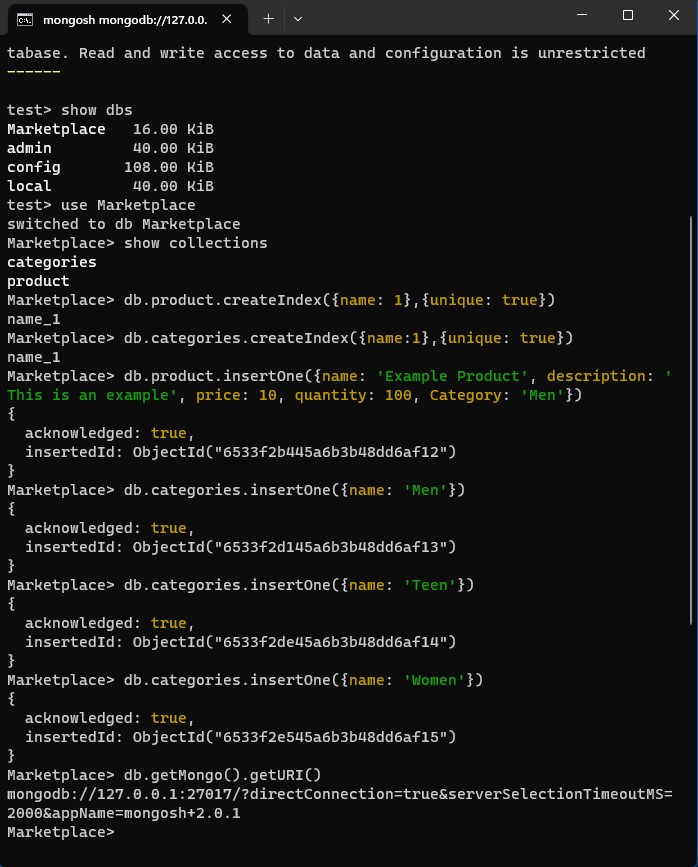 mongosh mongodb://127.0.0.
tabase. Read and write access to data and configuration is unrestricted
------
test> show dbs
Marketplace   16.00 KiB
admin         40.00 KiB
config       108.00 KiB
local         40.00 KiB
test> use Marketplace
switched to db Marketplace
Marketplace> show collections
categories
product
Marketplace> db.product.createIndex({name: 1},{unique: true})
name_1
Marketplace> db.categories.createIndex({name:1},{unique: true})
name_1
Marketplace> db.product.insertOne({name: 'Example Product', description: '
This is an example', price: 10, quantity: 100, Category: 'Men'})
{
  acknowledged: true,
  insertedId: ObjectId("6533f2b445a6b3b48dd6af12")
}
Marketplace> db.categories.insertOne({name: 'Men'})
{
  acknowledged: true,
  insertedId: ObjectId("6533f2d145a6b3b48dd6af13")
}
Marketplace> db.categories.insertOne({name: 'Teen'})
{
  acknowledged: true,
  insertedId: ObjectId("6533f2de45a6b3b48dd6af14")
}
Marketplace> db.categories.insertOne({name: 'Women'})
{
  acknowledged: true,
  insertedId: ObjectId("6533f2e545a6b3b48dd6af15")
}
Marketplace> db.getMongo().getURI()
mongodb://127.0.0.1:27017/?directConnection=true&serverSelectionTimeoutMS=
2000&appName=mongosh+2.0.1
Marketplace>